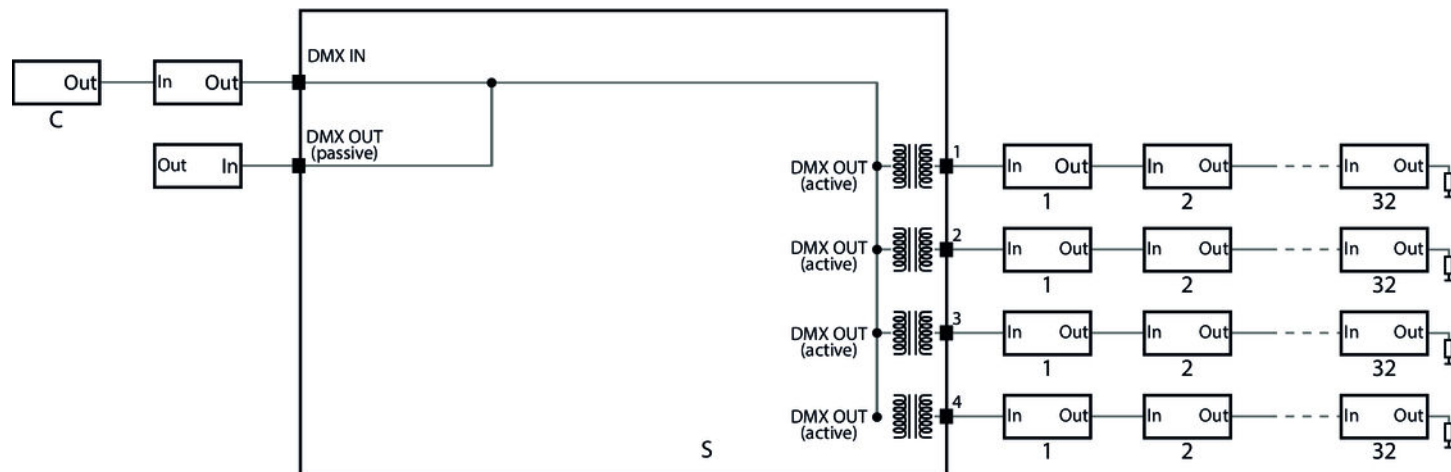 DMX IN
Out In Out
C
DMX OUT
(passive)
Out In
DMX OUT
(active)
1 In Out In Out In Out
1 2 32
DMX OUT
(active)
2 In Out In Out In Out
1 2 32
DMX OUT
(active)
3 In Out In Out In Out
1 2 32
DMX OUT
(active)
4 In Out In Out In Out
1 2 32
S